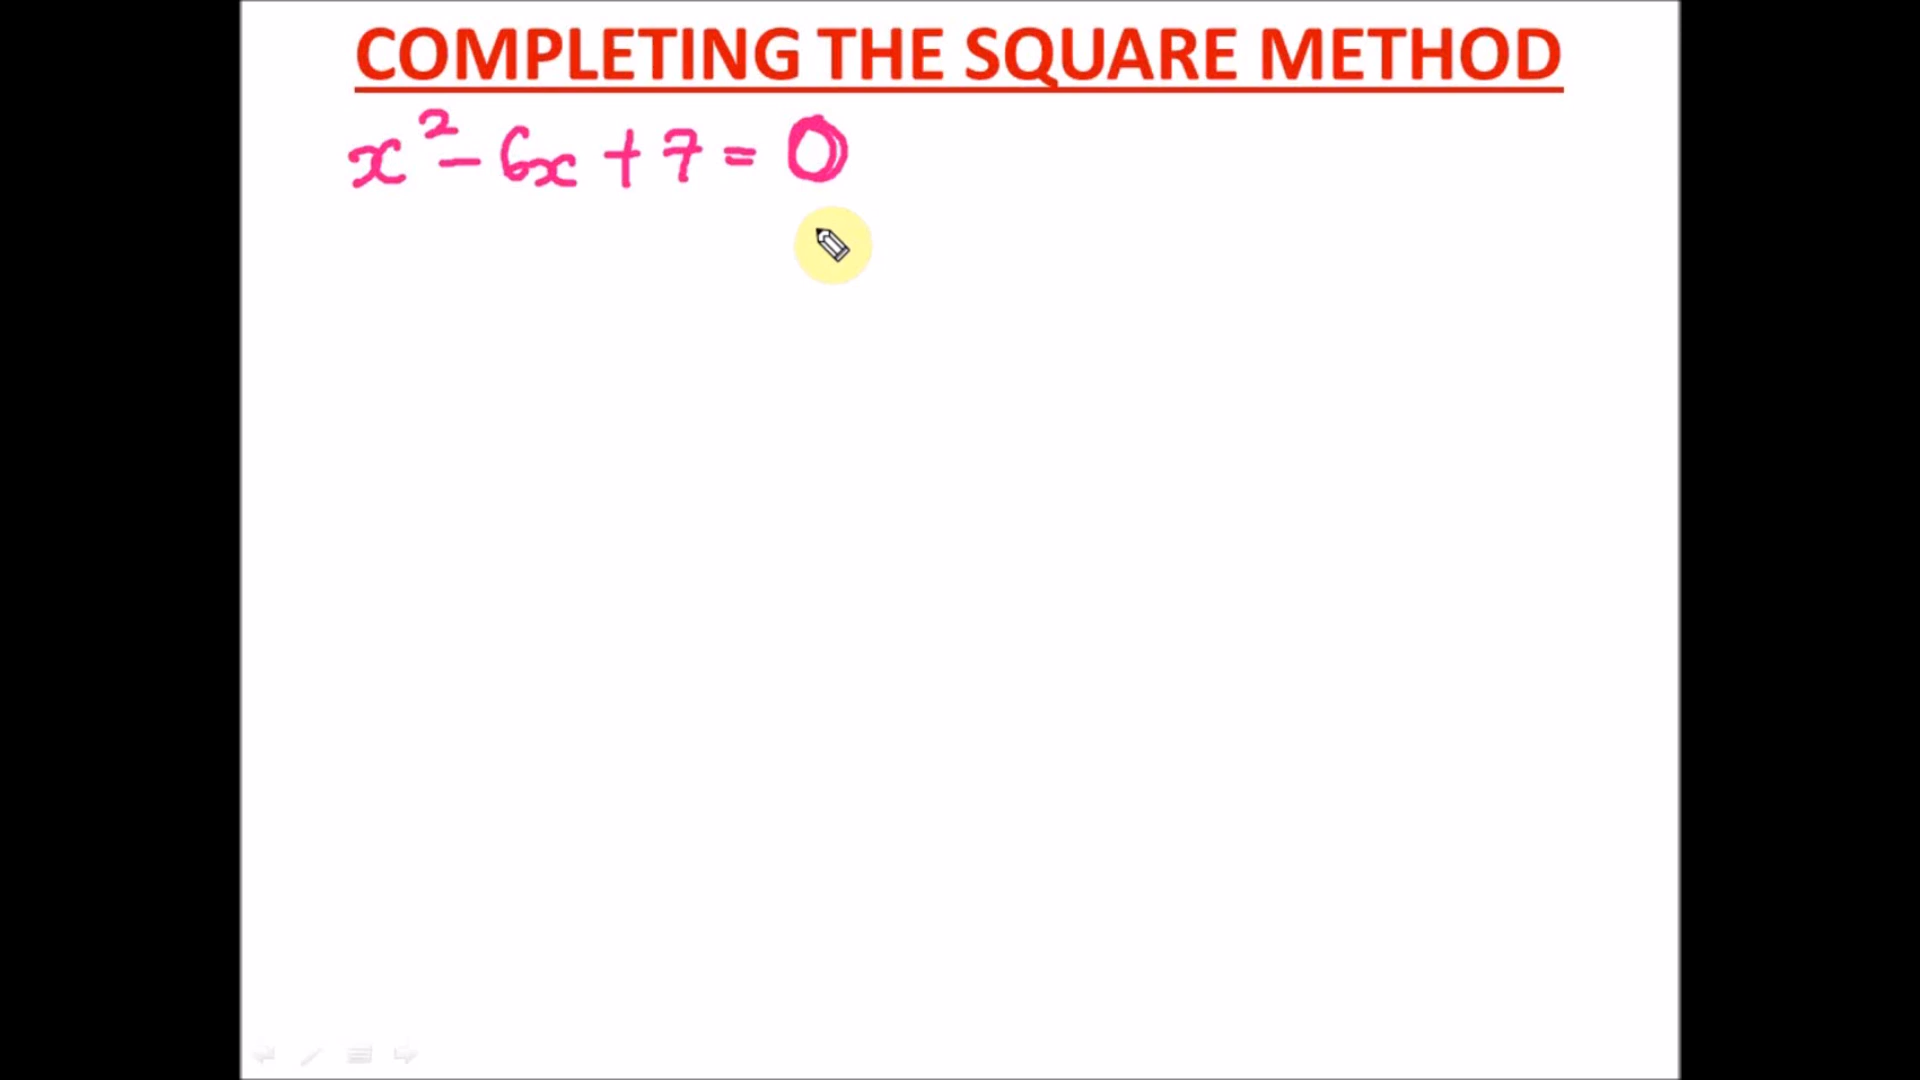 COMPLETING THE SQUARE METHOD
x² - 6x + 7 = 0